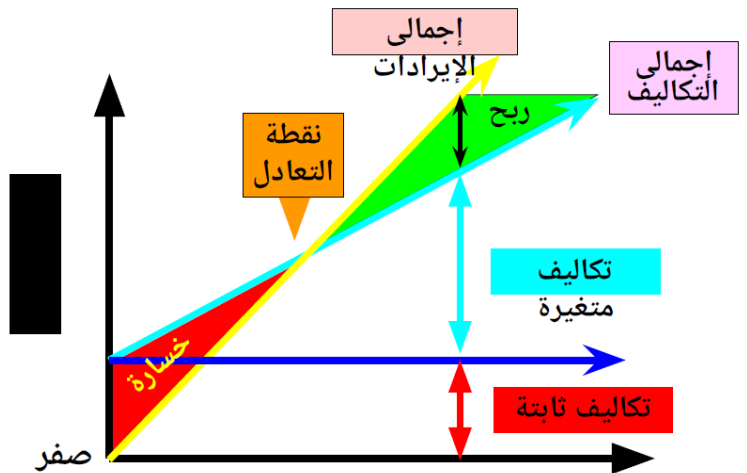 إجمالى
الإيرادات
إجمالى
التكاليف
ربح
نقطة
التعادل
تكاليف
متغيرة
خسارة
تكاليف ثابتة
صفر